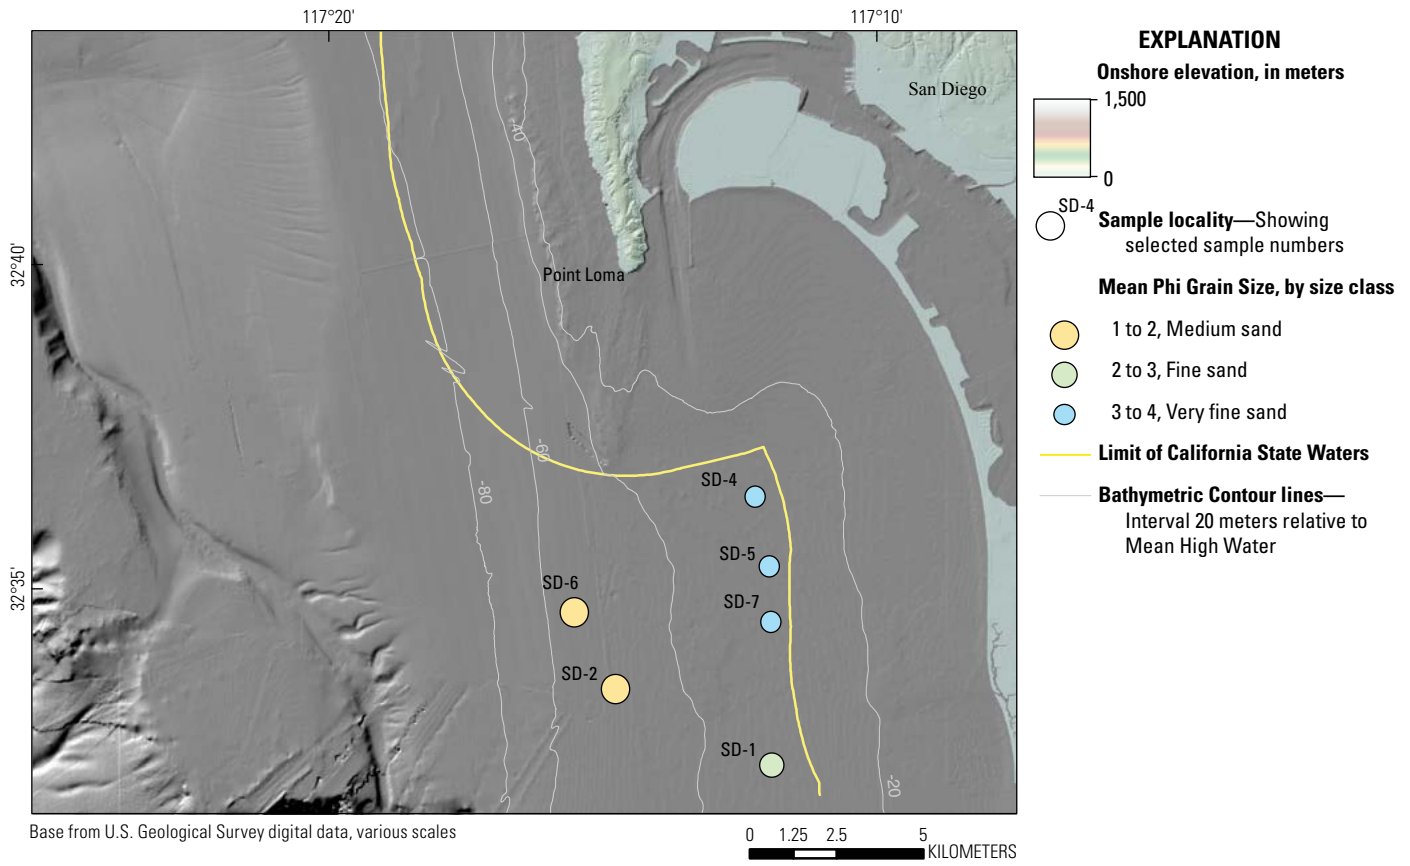 117°20'
117°10'
32°40'
32°35'
San Diego
-40
Point Loma
-60
-80
SD-4
SD-5
SD-6
SD-7
SD-2
SD-1
-20
Base from U.S. Geological Survey digital data, various scales
0 1.25 2.5 5
KILOMETERS
EXPLANATION
Onshore elevation, in meters
1,500
0
SD-4
Sample locality—Showing
selected sample numbers
Mean Phi Grain Size, by size class
1 to 2, Medium sand
2 to 3, Fine sand
3 to 4, Very fine sand
Limit of California State Waters
Bathymetric Contour lines—
Interval 20 meters relative to
Mean High Water